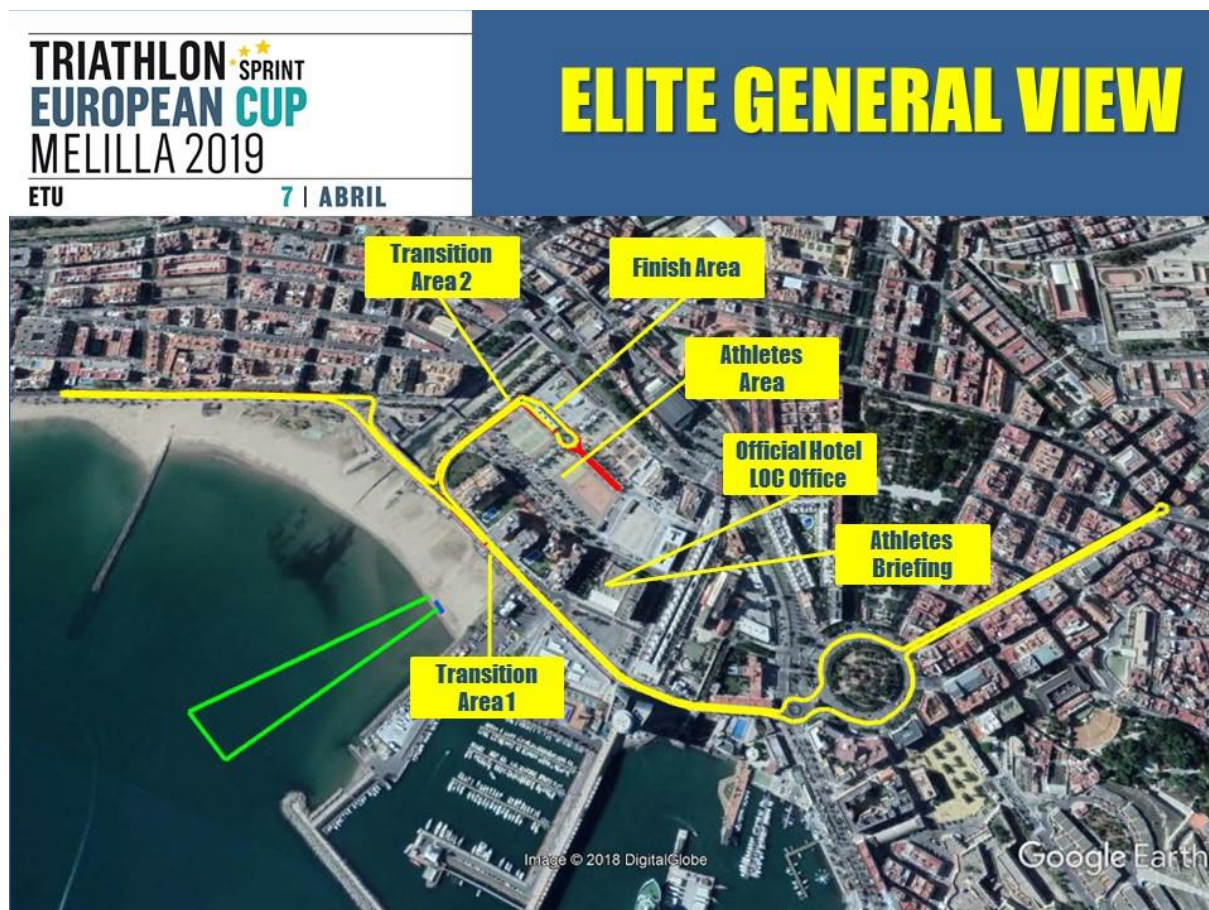 TRIATHLON SPRINT
EUROPEAN CUP
MELILLA 2019
ETU 7 | ABRIL
ELITE GENERAL VIEW
Transition
Area 2
Finish Area
Athletes
Area
Official Hotel
LOC Office
Athletes
Briefing
Transition
Area 1
Image © 2018 DigitalGlobe
Google Earth